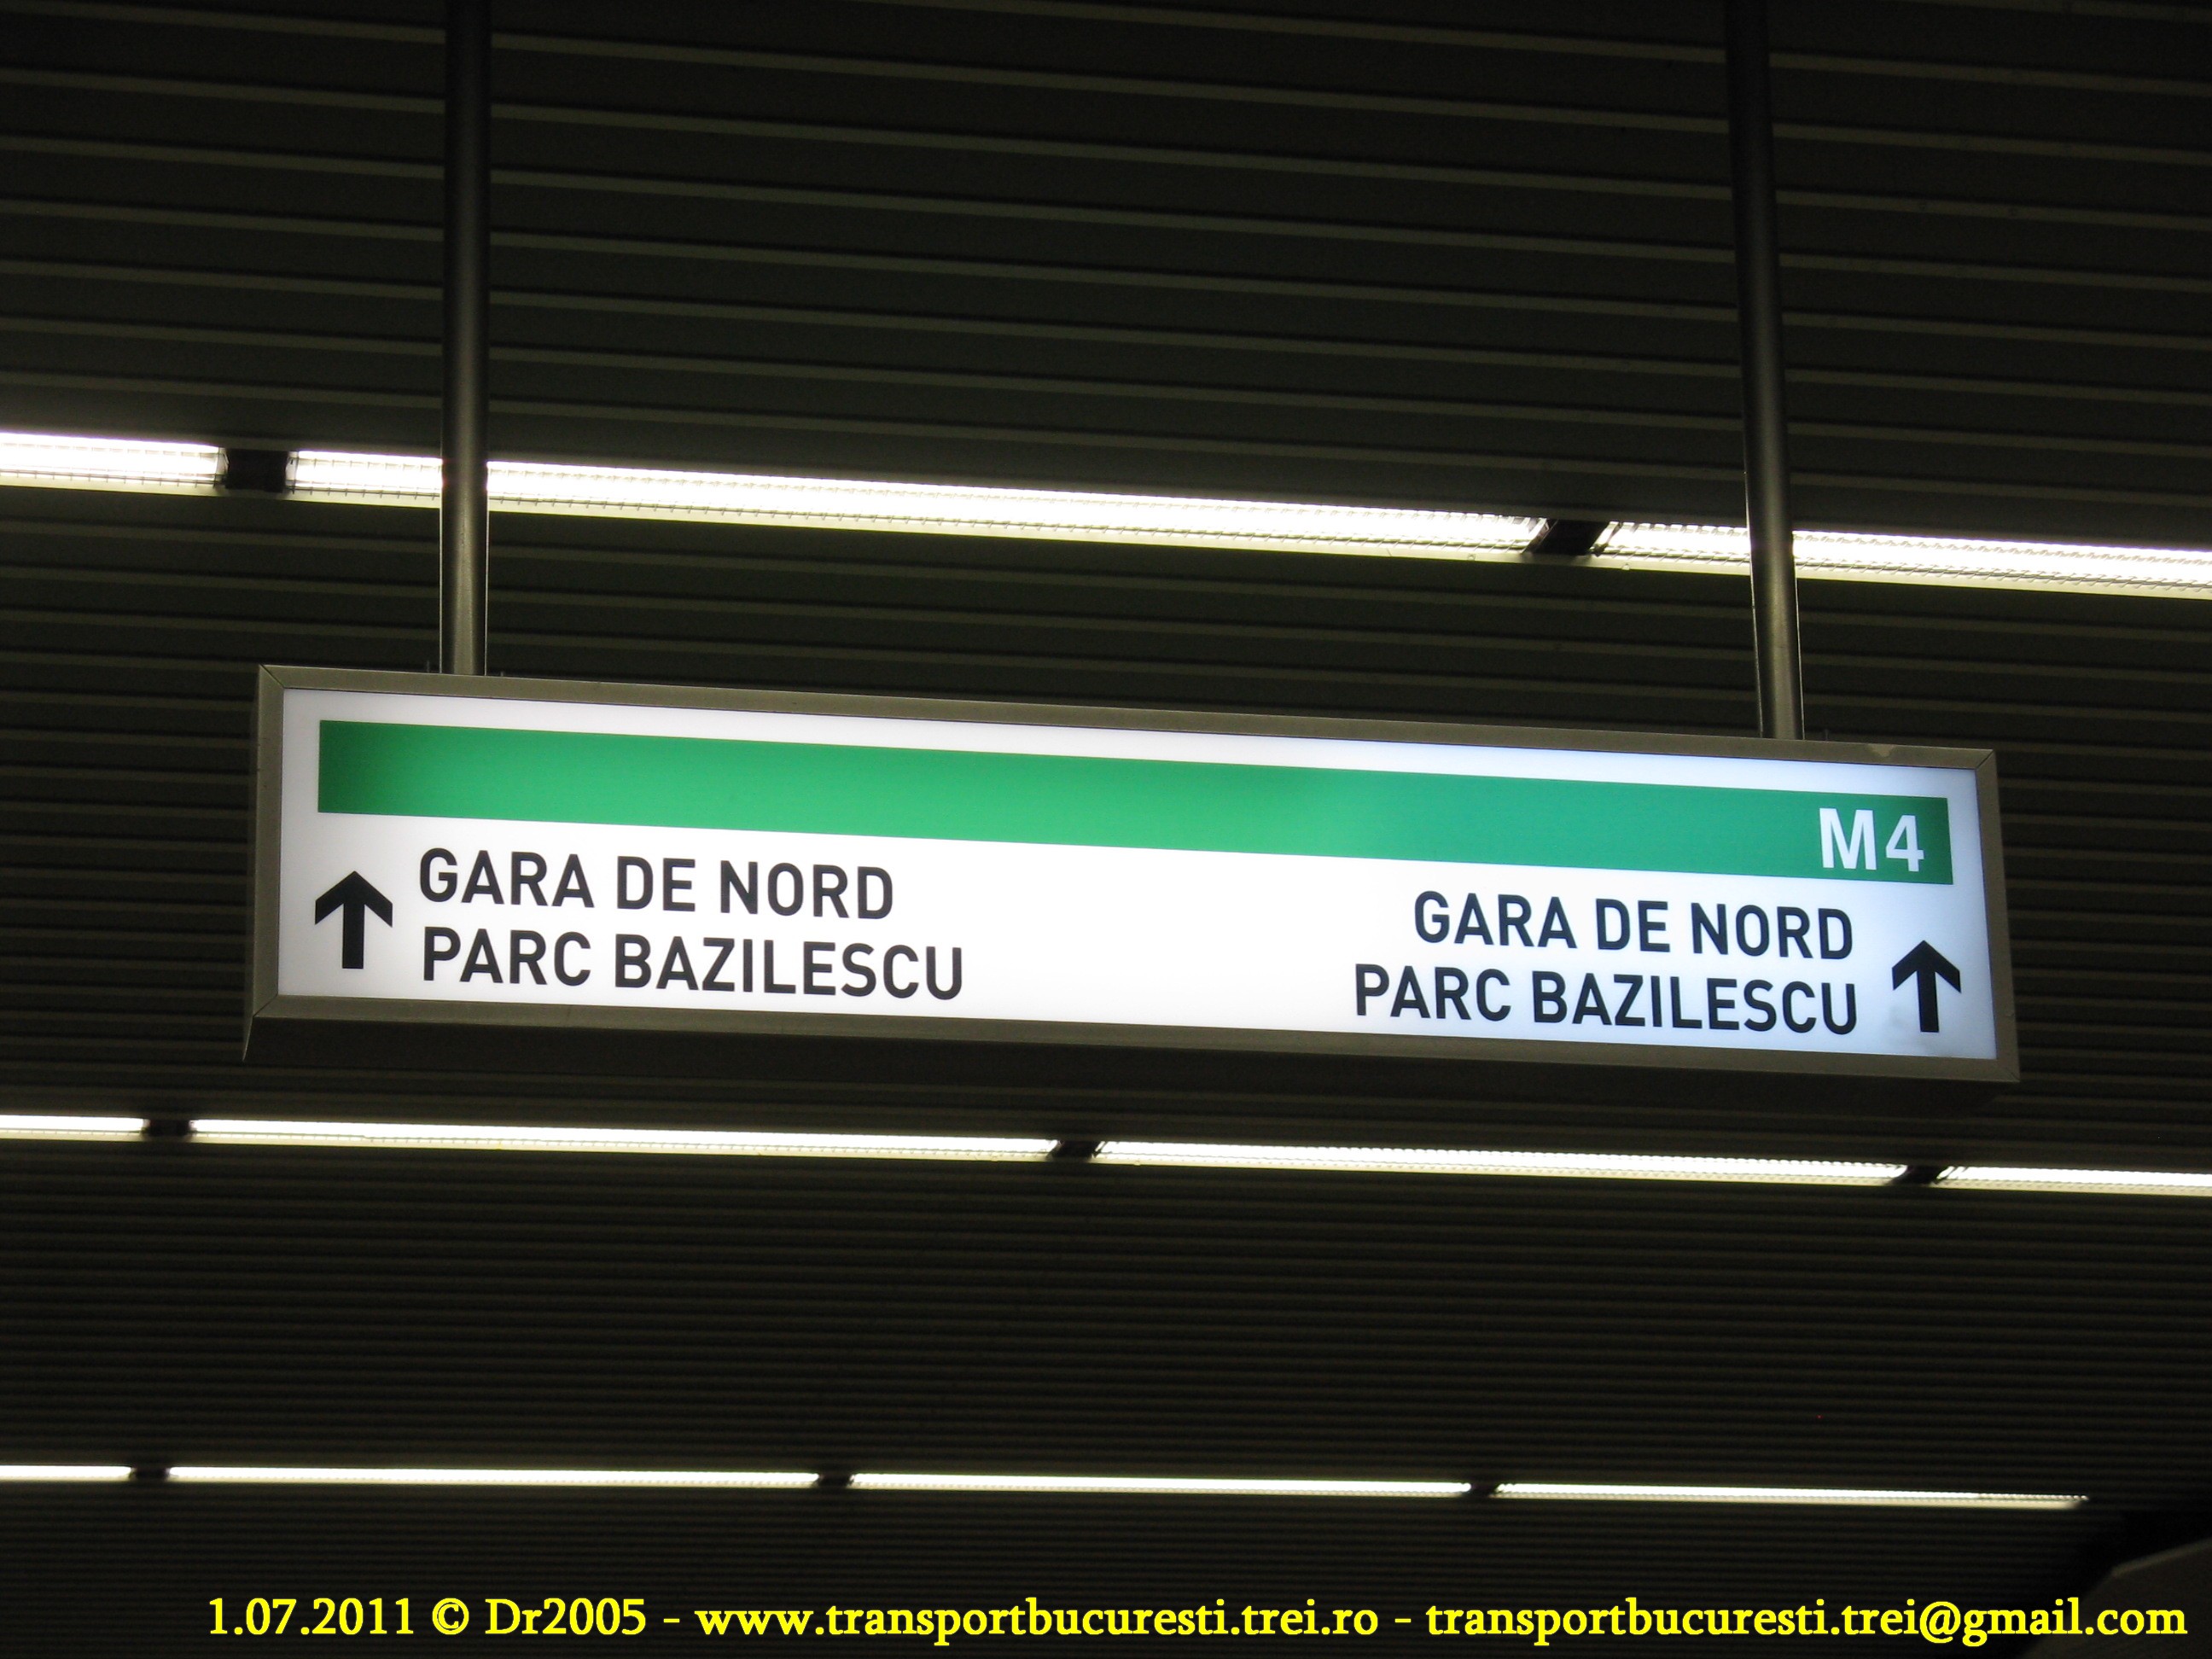 M4
GARA DE NORD
PARC BAZILESCU
GARA DE NORD
PARC BAZILESCU
1.07.2011 © Dr2005 - www.transportbucuresti.trei.ro - transportbucuresti.trei@gmail.com